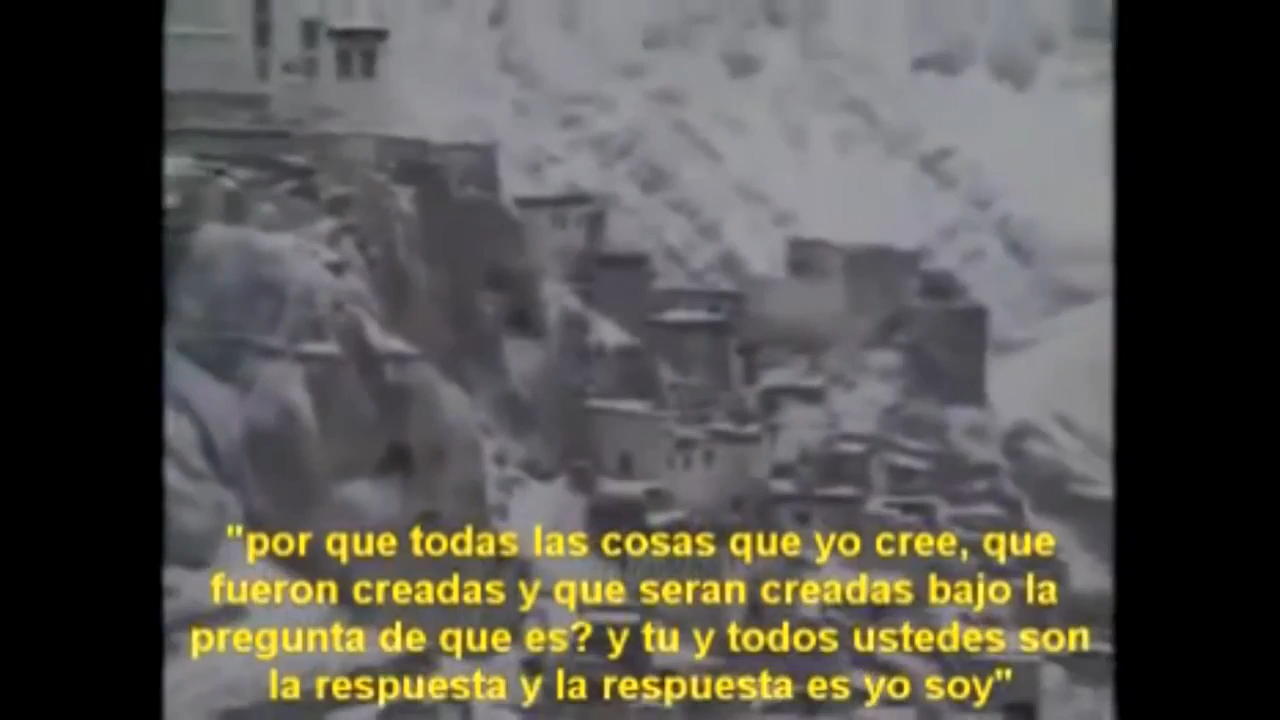 "por que todas las cosas que yo cree, que
fueron creadas y que seran creadas bajo la
pregunta de que es? y tu y todos ustedes son
la respuesta y la respuesta es yo soy"